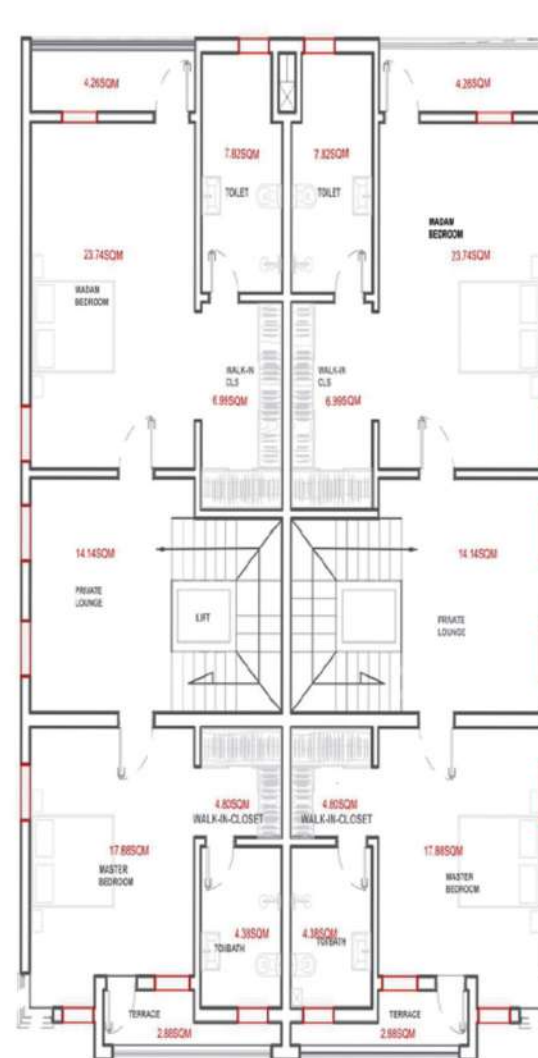 4.26SQM
4.26SQM
7.82SQM
7.82SQM
TOILET
TOILET
MADAM
BEDROOM
23.74SQM
23.74SQM
MADAM
BEDROOM
WALK-IN
CLS
WALK-IN
CLS
6.99SQM
6.99SQM
14.14SQM
14.14SQM
PRIVATE
LOUNGE
LIFT
PRIVATE
LOUNGE
4.80SQM
4.80SQM
WALK-IN-CLOSET
WALK-IN-CLOSET
17.88SQM
17.88SQM
MASTER
BEDROOM
MASTER
BEDROOM
4.38SQM
4.38SQM
TOI/BATH
TOI/BATH
TERRACE
TERRACE
2.88SQM
2.88SQM